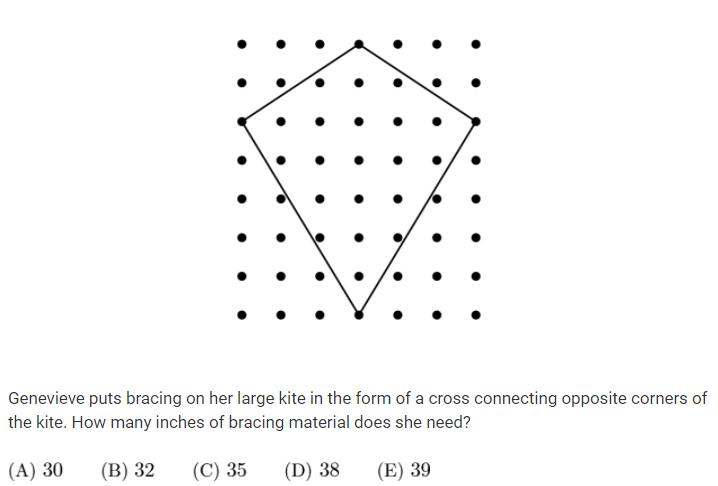 Genevieve puts bracing on her large kite in the form of a cross connecting opposite corners of
the kite. How many inches of bracing material does she need?
(A) 30 (B) 32 (C) 35 (D) 38 (E) 39